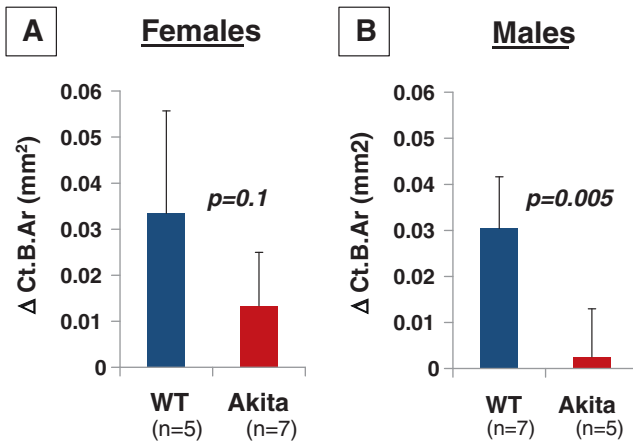 A
Females
Δ Ct.B.Ar (mm²)
0.06
0.05
0.04
0.03
0.02
0.01
0
p=0.1
WT
(n=5)
Akita
(n=7)
B
Males
Δ Ct.B.Ar (mm2)
0.06
0.05
0.04
0.03
0.02
0.01
0
p=0.005
WT
(n=7)
Akita
(n=5)